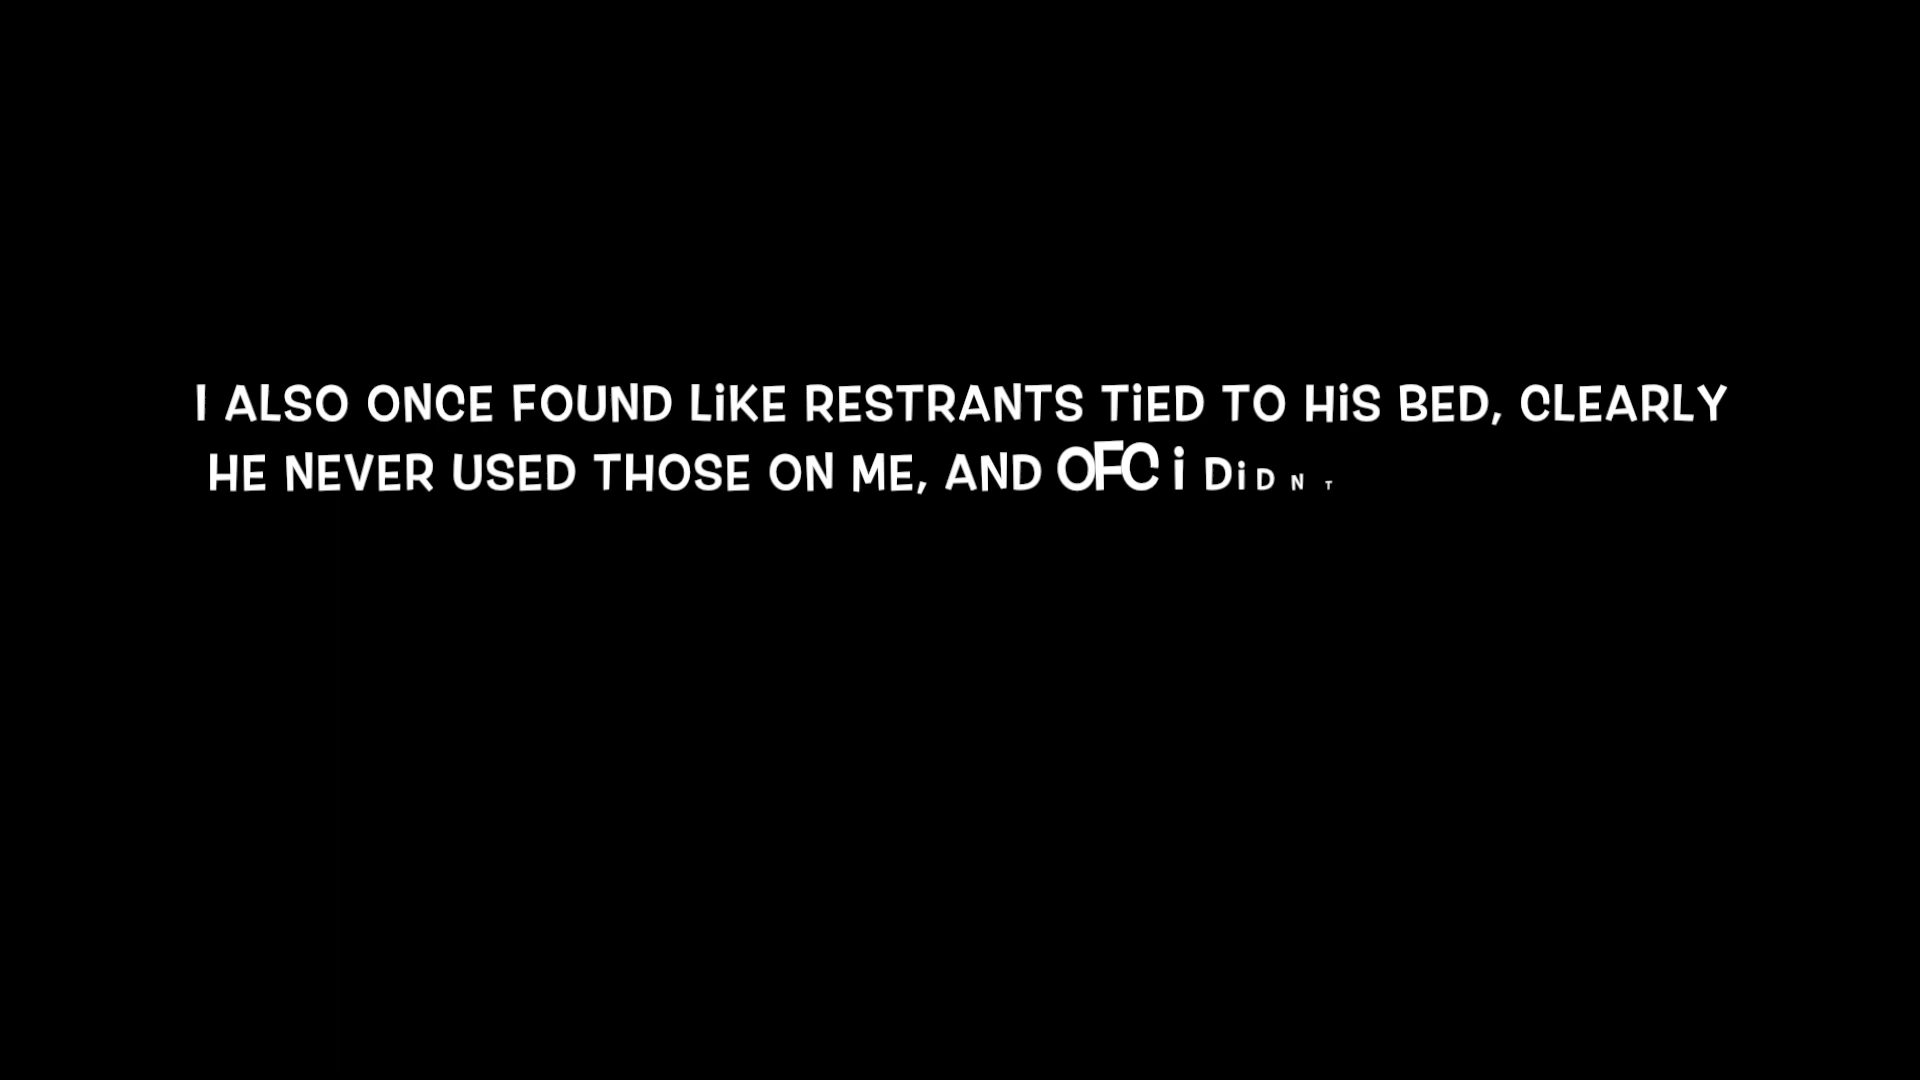 I ALSO ONCE FOUND LiKE RESTRANTS TiED TO HiS BED, CLEARLY
HE NEVER USED THOSE ON ME, AND OFC i DiDNT